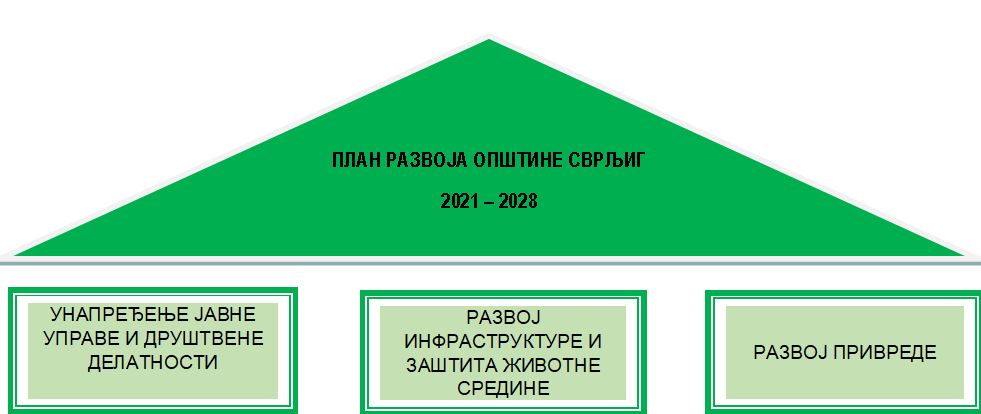 ПЛАН РАЗВОЈА ОПШТИНЕ СВРЉИГ
2021 – 2028
УНАПРЕЂЕЊЕ ЈАВНЕ
УПРАВЕ И ДРУШТВЕНЕ
ДЕЛАТНОСТИ
РАЗВОЈ
ИНФРАСТРУКТУРЕ И
ЗАШТИТА ЖИВОТНЕ
СРЕДИНЕ
РАЗВОЈ ПРИВРЕДЕ